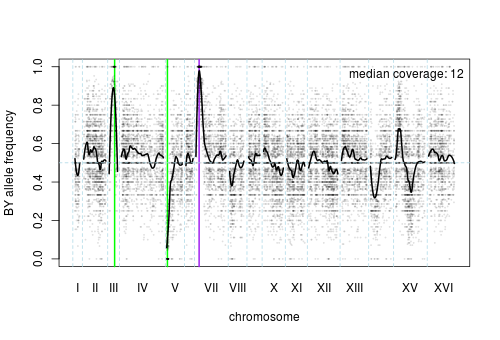 median coverage: 12
BY allele frequency
1.0
0.8
0.6
0.4
0.2
0.0
I II III IV V VII VIII X XI XII XIII XV XVI
chromosome